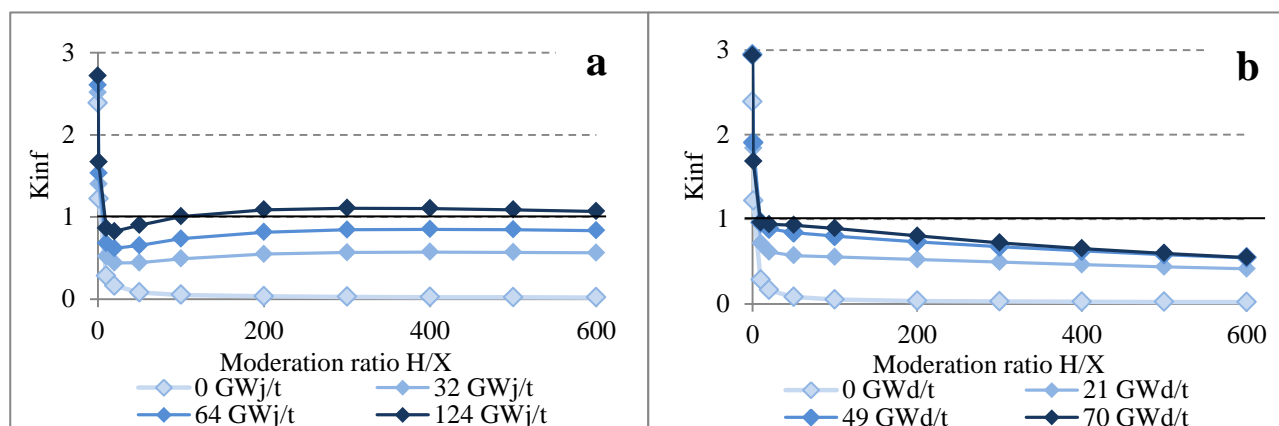 a
3
2
1
0
Kinf
0
200
400
600
Moderation ratio H/X
0 GWj/t
32 GWj/t
64 GWj/t
124 GWj/t
b
3
2
1
0
Kinf
0
200
400
600
Moderation ratio H/X
0 GWd/t
21 GWd/t
49 GWd/t
70 GWd/t